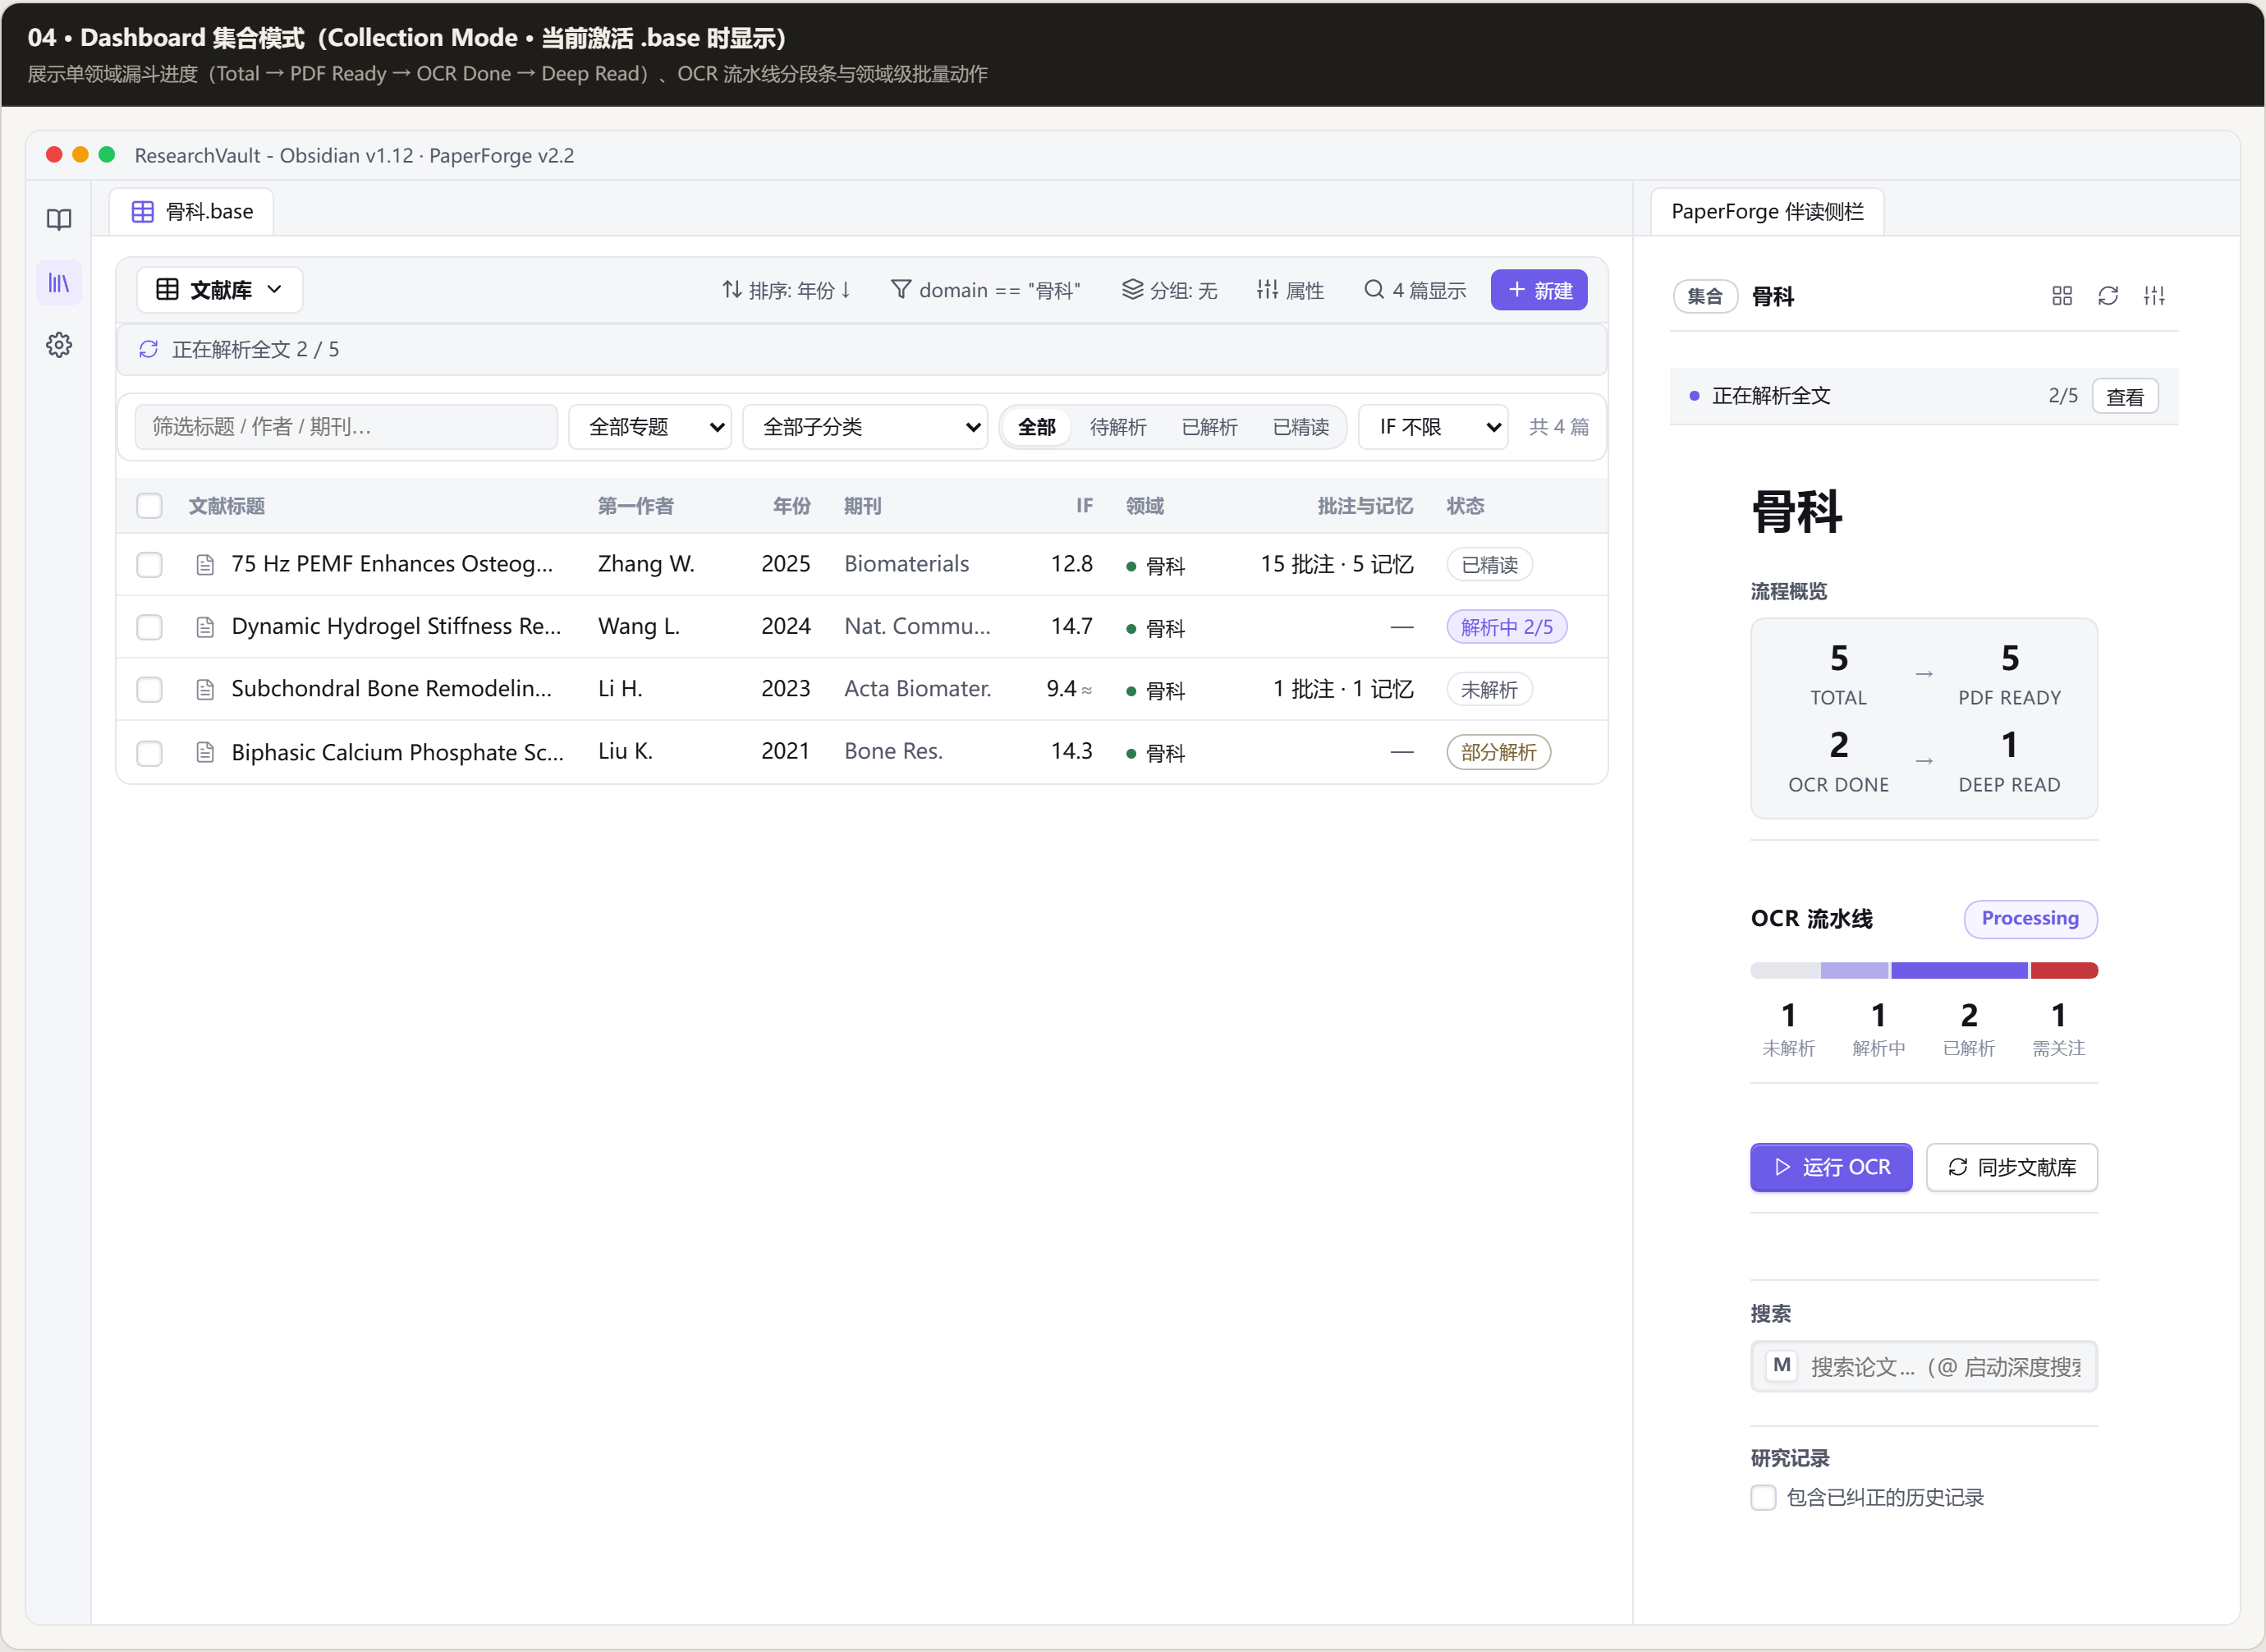 04 • Dashboard 集合模式（Collection Mode • 当前激活 .base 时显示）
展示单领域漏斗进度（Total → PDF Ready → OCR Done → Deep Read）、OCR 流水线分段条与领域级批量动作
ResearchVault - Obsidian v1.12 · PaperForge v2.2
骨科.base
PaperForge 伴读侧栏
文献库
排序: 年份 ↓
domain == "骨科"
分组: 无
属性
4 篇显示
新建
正在解析全文 2 / 5
筛选标题 / 作者 / 期刊…
全部专题
全部子分类
全部
待解析
已解析
已精读
IF 不限
共 4 篇
文献标题 第一作者 年份 期刊 IF 领域 批注与记忆 状态
75 Hz PEMF Enhances Osteog... Zhang W. 2025 Biomaterials 12.8 骨科 15 批注 · 5 记忆 已精读
Dynamic Hydrogel Stiffness Re... Wang L. 2024 Nat. Commu... 14.7 骨科 — 解析中 2/5
Subchondral Bone Remodelin... Li H. 2023 Acta Biomater. 9.4 ≈ 骨科 1 批注 · 1 记忆 未解析
Biphasic Calcium Phosphate Sc... Liu K. 2021 Bone Res. 14.3 骨科 — 部分解析
集合 骨科
正在解析全文 2/5 查看
骨科
流程概览
5 → 5
TOTAL PDF READY
2 → 1
OCR DONE DEEP READ
OCR 流水线 Processing
1 1 2 1
未解析 解析中 已解析 需关注
运行 OCR
同步文献库
搜索
M 搜索论文...（@ 启动深度搜
研究记录
包含已纠正的历史记录